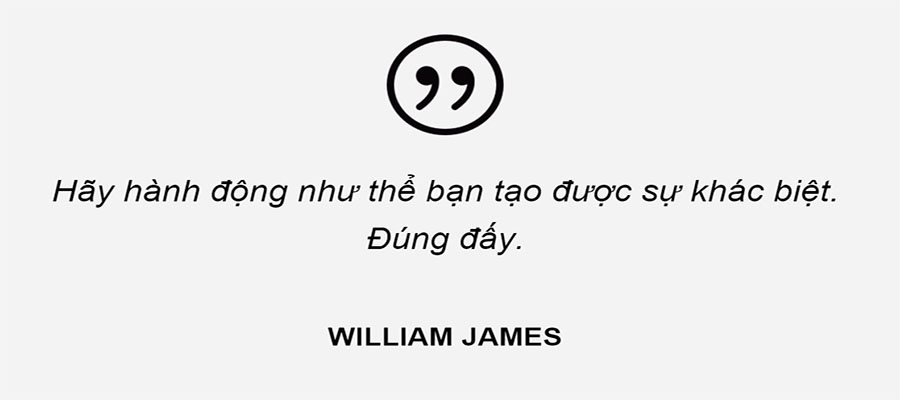 Hãy hành động như thể bạn tạo được sự khác biệt.
Đúng đấy.
WILLIAM JAMES